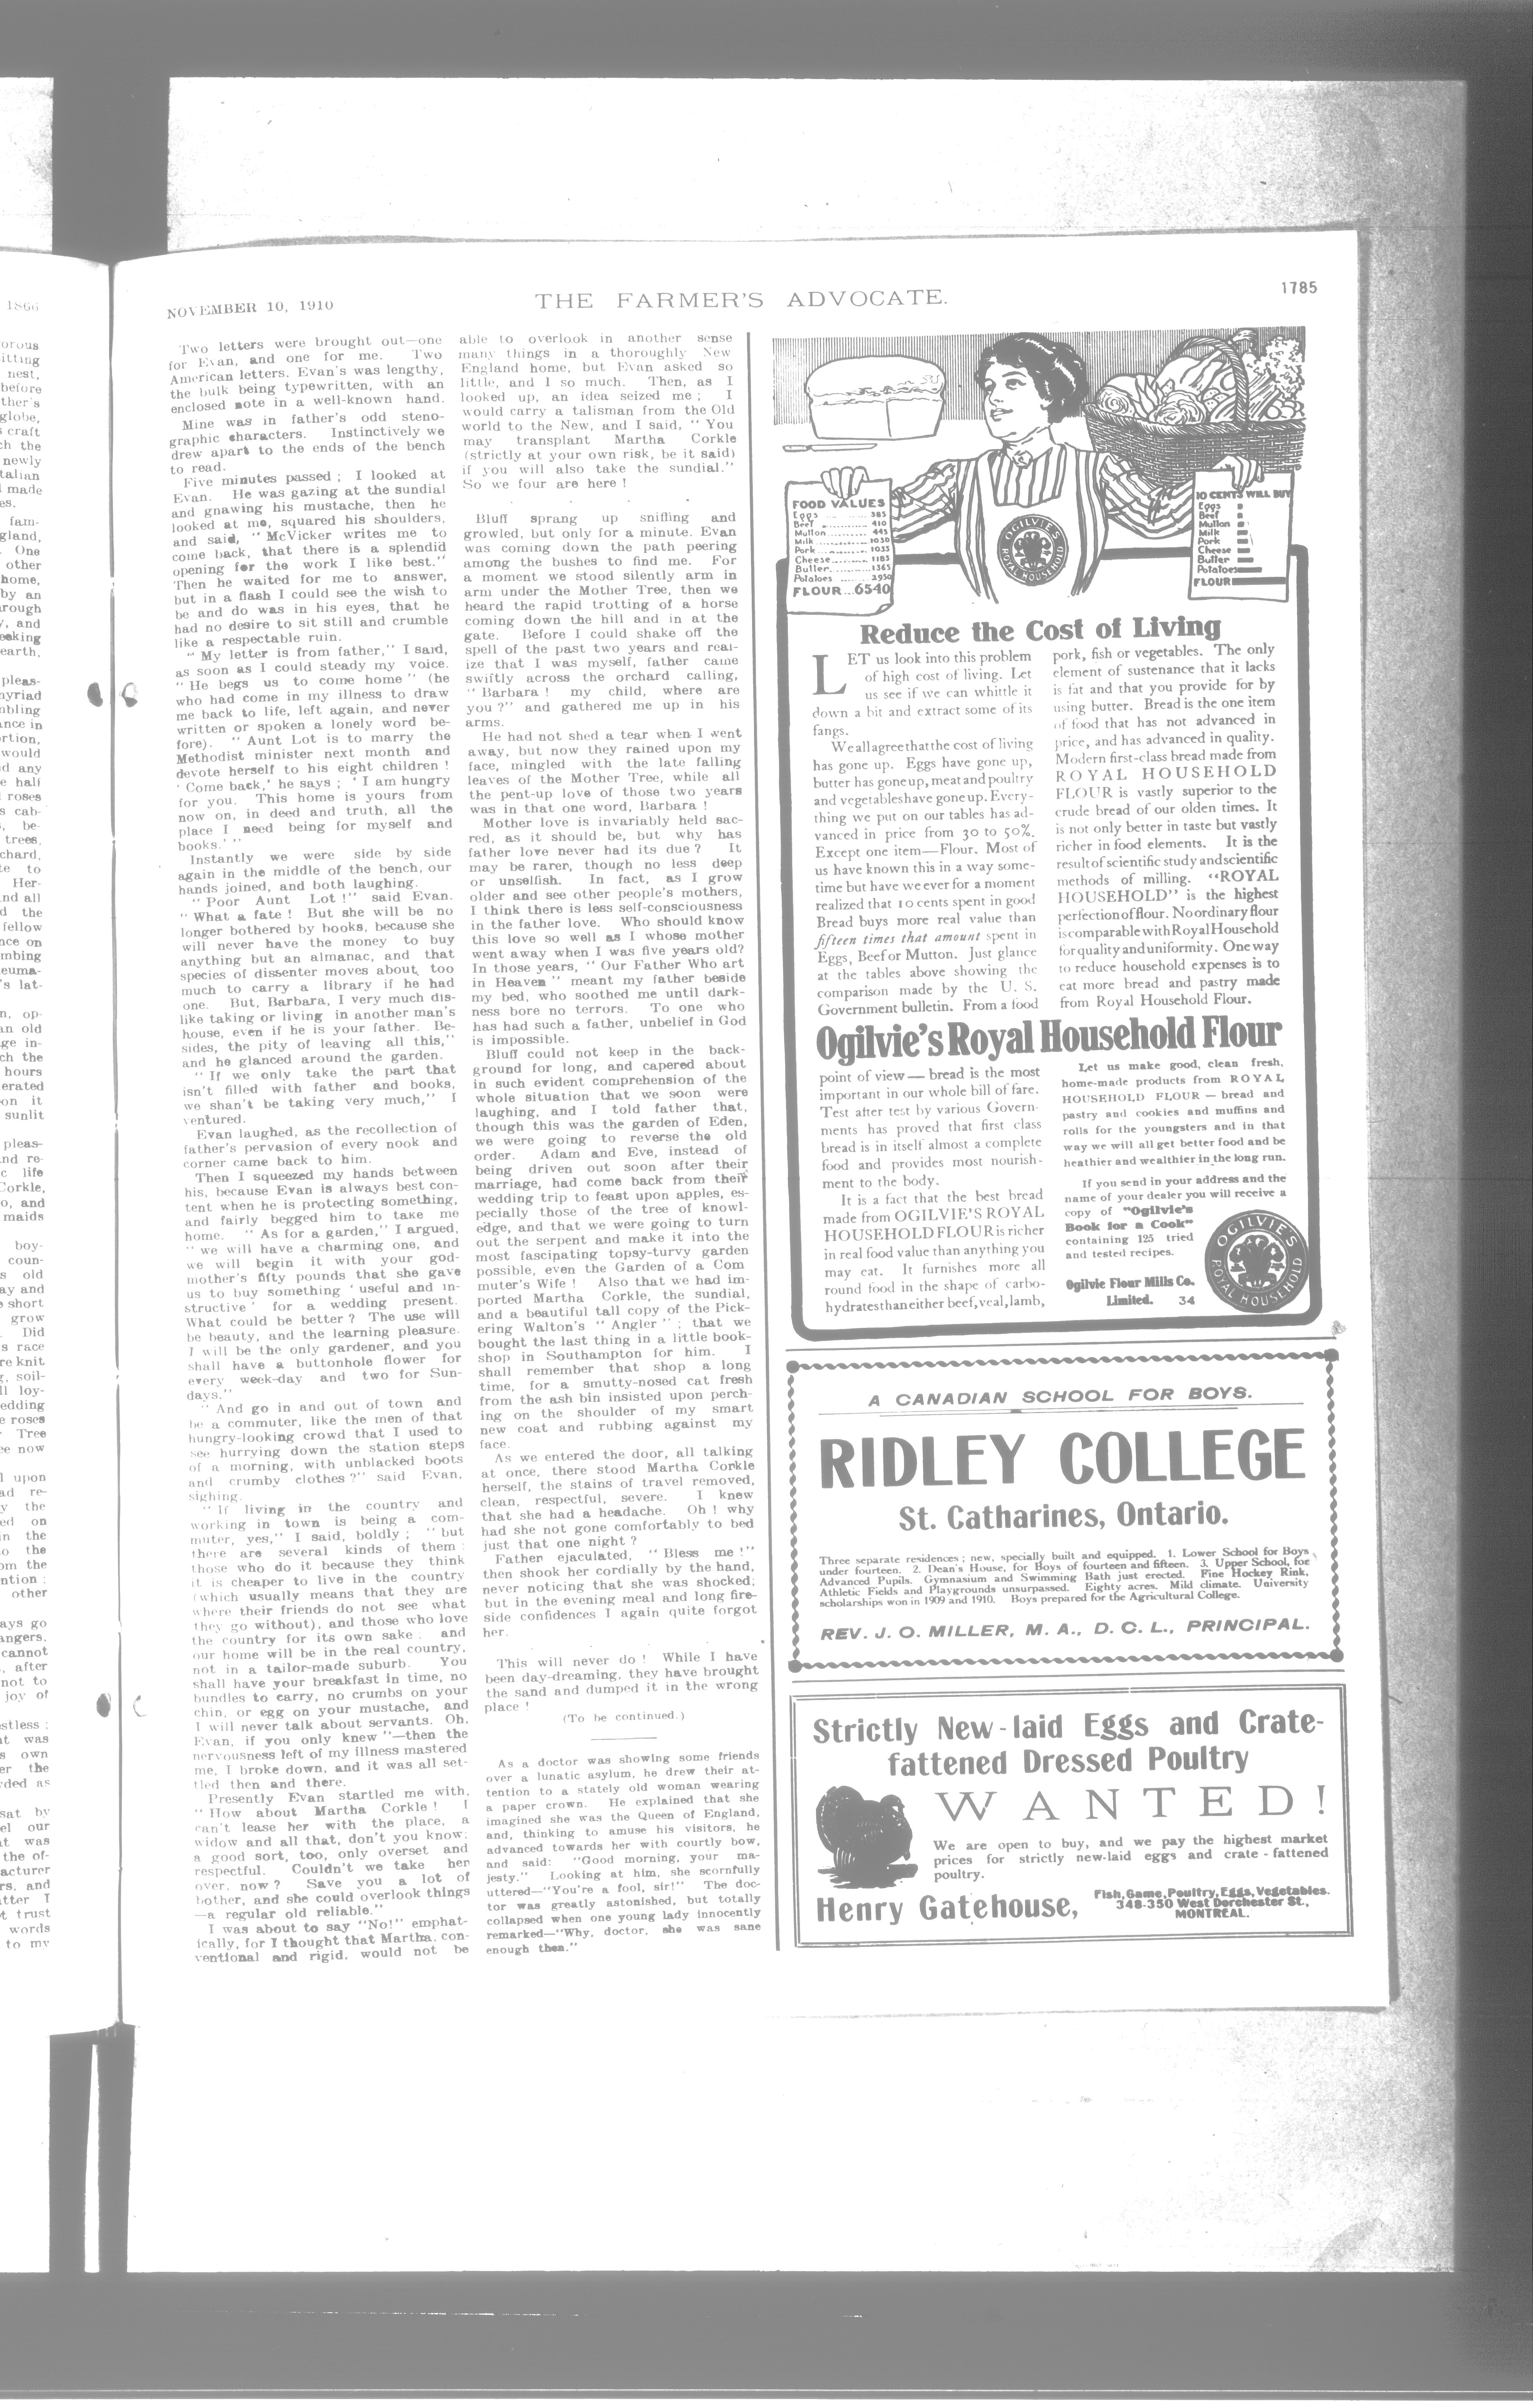 NOVEMBER 10, 1910
THE FARMER'S ADVOCATE.
1785
Two letters were brought out—one
for Evan, and one for me. Two
American letters. Evan's was lengthy,
the bulk being typewritten, with an
enclosed note in a well-known hand.
Mine was in father's odd steno-
graphic characters. Instinctively we
drew apart to the ends of the bench
to read.
Five minutes passed ; I looked at
Evan. He was gazing at the sundial
and gnawing his mustache, then he
looked at me, squared his shoulders,
and said, " McVicker writes me to
come back, that there is a splendid
opening for the work I like best."
Then he waited for me to answer,
but in a flash I could see the wish to
be and do was in his eyes, that he
had no desire to sit still and crumble
like a respectable ruin.
" My letter is from father," I said,
as soon as I could steady my voice.
" He begs us to come home " (he
who had come in my illness to draw
me back to life, left again, and never
written or spoken a lonely word be-
fore). " Aunt Lot is to marry the
Methodist minister next month and
devote herself to his eight children !
' Come back,' he says ; ' I am hungry
for you. This home is yours from
now on, in deed and truth, all the
place I need being for myself and
books.' "
Instantly we were side by side
again in the middle of the bench, our
hands joined, and both laughing.
" Poor Aunt Lot !" said Evan.
" What a fate ! But she will be no
longer bothered by books, because she
will never have the money to buy
anything but an almanac, and that
species of dissenter moves about too
much to carry a library if he had
one. But, Barbara, I very much dis-
like taking or living in another man's
house, even if he is your father. Be-
sides, the pity of leaving all this,"
and he glanced around the garden.
" If we only take the part that
isn't filled with father and books,
we shan't be taking very much," I
ventured.
Evan laughed, as the recollection of
father's pervasion of every nook and
corner came back to him.
Then I squeezed my hands between
his, because Evan is always best con-
tent when he is protecting something,
and fairly begged him to take me
home. " As for a garden," I argued,
" we will have a charming one, and
we will begin it with your god-
mother's fifty pounds that she gave
us to buy something ' useful and in-
structive ' for a wedding present.
What could be better ? The use will
be beauty, and the learning pleasure.
I will be the only gardener, and you
shall have a buttonhole flower for
every week-day and two for Sun-
days."
" And go in and out of town and
be a commuter, like the men of that
hungry-looking crowd that I used to
see hurrying down the station steps
of a morning, with unblacked boots
and crumby clothes ?" said Evan,
sighing.
" If living in the country and
working in town is being a com-
muter, yes," I said, boldly ; " but
there are several kinds of them :
those who do it because they think
it is cheaper to live in the country
(which usually means that they are
where their friends do not see what
they go without), and those who love
the country for its own sake ; and
our home will be in the real country,
not in a tailor-made suburb. You
shall have your breakfast in time, no
bundles to carry, no crumbs on your
chin, or egg on your mustache, and
I will never talk about servants. Oh,
Evan, if you only knew "—then the
nervousness left of my illness mastered
me, I broke down, and it was all set-
tled then and there.
Presently Evan startled me with,
" How about Martha Corkle ! I
can't lease her with the place, a
widow and all that, don't you know;
a good sort, too, only overset and
respectful. Couldn't we take her
over, now ? Save you a lot of
bother, and she could overlook things
—a regular old reliable."
I was about to say "No!" emphat-
ically, for I thought that Martha, con-
ventional and rigid, would not be
able to overlook in another sense
many things in a thoroughly New
England home, but Evan asked so
little, and I so much. Then, as I
looked up, an idea seized me ; I
would carry a talisman from the Old
world to the New, and I said, " You
may transplant Martha Corkle
(strictly at your own risk, be it said)
if you will also take the sundial."
So we four are here !
Bluff sprang up snifling and
growled, but only for a minute. Evan
was coming down the path peering
among the bushes to find me. For
a moment we stood silently arm in
arm under the Mother Tree, then we
heard the rapid trotting of a horse
coming down the hill and in at the
gate. Before I could shake off the
spell of the past two years and real-
ize that I was myself, father came
swiftly across the orchard calling,
" Barbara ! my child, where are
you ?" and gathered me up in his
arms.
He had not shed a tear when I went
away, but now they rained upon my
face, mingled with the late falling
leaves of the Mother Tree, while all
the pent-up love of those two years
was in that one word, Barbara !
Mother love is invariably held sac-
red, as it should be, but why has
father love never had its due ? It
may be rarer, though no less deep
or unselfish. In fact, as I grow
older and see other people's mothers,
I think there is less self-consciousness
in the father love. Who should know
this love so well as I whose mother
went away when I was five years old?
In those years, " Our Father Who art
in Heaven " meant my father beside
my bed, who soothed me until dark-
ness bore no terrors. To one who
has had such a father, unbelief in God
is impossible.
Bluff could not keep in the back-
ground for long, and capered about
in such evident comprehension of the
whole situation that we soon were
laughing, and I told father that,
though this was the garden of Eden,
we were going to reverse the old
order. Adam and Eve, instead of
being driven out soon after their
marriage, had come back from their
wedding trip to feast upon apples, es-
pecially those of the tree of knowl-
edge, and that we were going to turn
out the serpent and make it into the
most fascinating topsy-turvy garden
possible, even the Garden of a Com
muter's Wife ! Also that we had im-
ported Martha Corkle, the sundial,
and a beautiful tall copy of the Pick-
ering Walton's " Angler " ; that we
bought the last thing in a little book-
shop in Southampton for him. I
shall remember that shop a long
time, for a smutty-nosed cat fresh
from the ash bin insisted upon perch-
ing on the shoulder of my smart
new coat and rubbing against my
face.
As we entered the door, all talking
at once, there stood Martha Corkle
herself, the stains of travel removed,
clean, respectful, severe. I knew
that she had a headache. Oh ! why
had she not gone comfortably to bed
just that one night ?
Father ejaculated, " Bless me !"
then shook her cordially by the hand,
never noticing that she was shocked;
but in the evening meal and long fire-
side confidences I again quite forgot
her.
This will never do ! While I have
been day-dreaming, they have brought
the sand and dumped it in the wrong
place !
(To be continued.)
As a doctor was showing some friends
over a lunatic asylum, he drew their at-
tention to a stately old woman wearing
a paper crown. He explained that she
imagined she was the Queen of England,
and, thinking to amuse his visitors, he
advanced towards her with courtly bow,
and said: "Good morning, your ma-
jesty." Looking at him, she scornfully
uttered—"You're a fool, sir!" The doc-
tor was greatly astonished, but totally
collapsed when one young lady innocently
remarked—"Why, doctor, she was sane
enough then."
FOOD VALUES
Eggs 385
Beef 410
Mutton 445
Milk 1030
Pork 1035
Cheese 1185
Butter 1365
Potatoes 2950
FLOUR 6540
10 CENTS WILL BUY
Eggs
Beef
Mutton
Milk
Pork
Cheese
Butter
Potatoes
FLOUR
OGILVIE'S
ROYAL HOUSEHOLD
Reduce the Cost of Living
LET us look into this problem
of high cost of living. Let
us see if we can whittle it
down a bit and extract some of its
fangs.
We all agree that the cost of living
has gone up. Eggs have gone up,
butter has gone up, meat and poultry
and vegetables have gone up. Every-
thing we put on our tables has ad-
vanced in price from 30 to 50%.
Except one item—Flour. Most of
us have known this in a way some-
time but have we ever for a moment
realized that 10 cents spent in good
Bread buys more real value than
fifteen times that amount spent in
Eggs, Beef or Mutton. Just glance
at the tables above showing the
comparison made by the U. S.
Government bulletin. From a food
pork, fish or vegetables. The only
element of sustenance that it lacks
is fat and that you provide for by
using butter. Bread is the one item
of food that has not advanced in
price, and has advanced in quality.
Modern first-class bread made from
ROYAL HOUSEHOLD
FLOUR is vastly superior to the
crude bread of our olden times. It
is not only better in taste but vastly
richer in food elements. It is the
result of scientific study and scientific
methods of milling. "ROYAL
HOUSEHOLD" is the highest
perfection of flour. No ordinary flour
is comparable with Royal Household
for quality and uniformity. One way
to reduce household expenses is to
eat more bread and pastry made
from Royal Household Flour.
Ogilvie's Royal Household Flour
point of view — bread is the most
important in our whole bill of fare.
Test after test by various Govern-
ments has proved that first class
bread is in itself almost a complete
food and provides most nourish-
ment to the body.
It is a fact that the best bread
made from OGILVIE'S ROYAL
HOUSEHOLD FLOUR is richer
in real food value than anything you
may eat. It furnishes more all
round food in the shape of carbo-
hydrates than either beef, veal, lamb,
Let us make good, clean fresh,
home-made products from ROYAL
HOUSEHOLD FLOUR — bread and
pastry and cookies and muffins and
rolls for the youngsters and in that
way we will all get better food and be
heathier and wealthier in the long run.
If you send in your address and the
name of your dealer you will receive a
copy of "Ogilvie's
Book for a Cook"
containing 125 tried
and tested recipes.
Ogilvie Flour Mills Co.
Limited. 34
OGILVIE'S
ROYAL HOUSEHOLD
A CANADIAN SCHOOL FOR BOYS.
RIDLEY COLLEGE
St. Catharines, Ontario.
Three separate residences ; new, specially built and equipped. 1. Lower School for Boys
under fourteen. 2. Dean's House, for Boys of fourteen and fifteen. 3. Upper School, for
Advanced Pupils. Gymnasium and Swimming Bath just erected. Fine Hockey Rink,
Athletic Fields and Playgrounds unsurpassed. Eighty acres. Mild climate. University
scholarships won in 1909 and 1910. Boys prepared for the Agricultural College.
REV. J. O. MILLER, M. A., D. C. L., PRINCIPAL.
Strictly New-laid Eggs and Crate-
fattened Dressed Poultry
WANTED!
We are open to buy, and we pay the highest market
prices for strictly new-laid eggs and crate-fattened
poultry.
Henry Gatehouse,
Fish, Game, Poultry, Eggs, Vegetables.
348-350 West Dorchester St.,
MONTREAL.